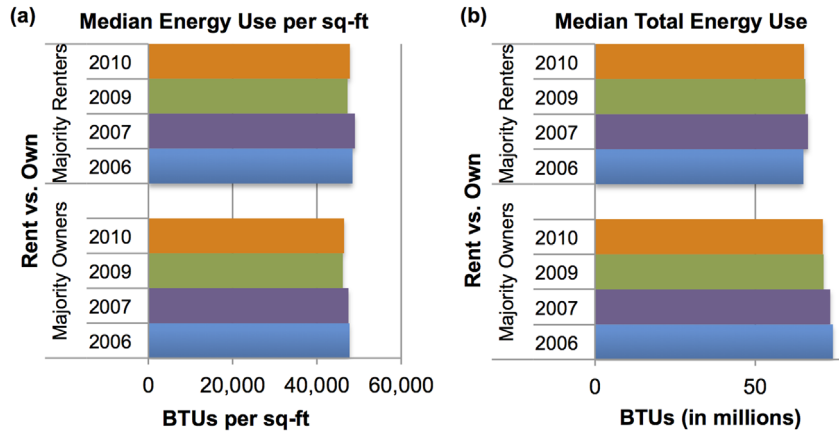 (a)
Median Energy Use per sq-ft
Rent vs. Own
Majority Renters
2010
2009
2007
2006
Majority Owners
2010
2009
2007
2006
0
20,000
40,000
60,000
BTUs per sq-ft
(b)
Median Total Energy Use
Rent vs. Own
Majority Renters
2010
2009
2007
2006
Majority Owners
2010
2009
2007
2006
0
50
BTUs (in millions)